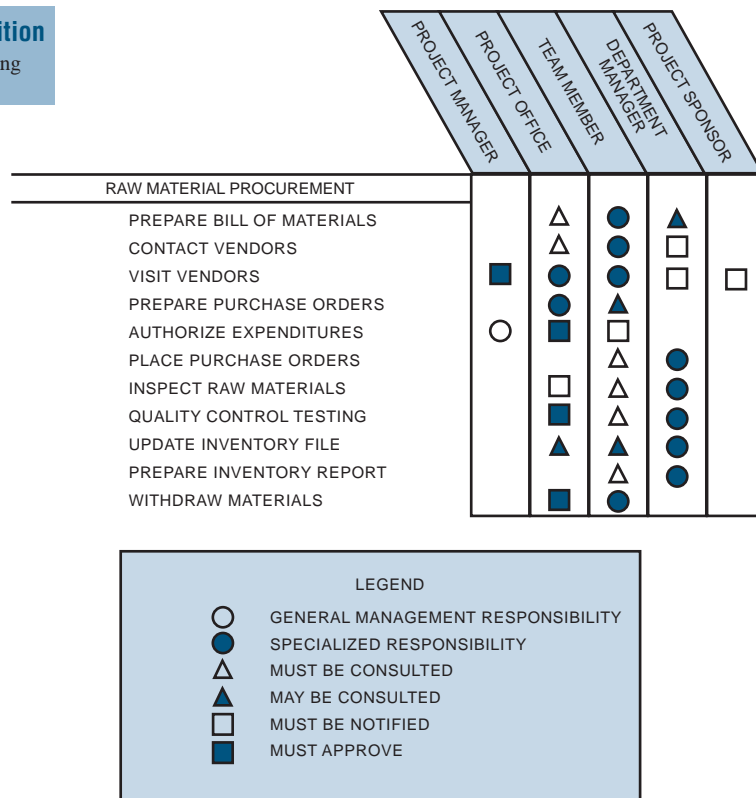 ition
ng
PROJECT MANAGER
PROJECT OFFICE
TEAM MEMBER
DEPARTMENT
MANAGER
PROJECT SPONSOR
RAW MATERIAL PROCUREMENT
PREPARE BILL OF MATERIALS
CONTACT VENDORS
VISIT VENDORS
PREPARE PURCHASE ORDERS
AUTHORIZE EXPENDITURES
PLACE PURCHASE ORDERS
INSPECT RAW MATERIALS
QUALITY CONTROL TESTING
UPDATE INVENTORY FILE
PREPARE INVENTORY REPORT
WITHDRAW MATERIALS
LEGEND
GENERAL MANAGEMENT RESPONSIBILITY
SPECIALIZED RESPONSIBILITY
MUST BE CONSULTED
MAY BE CONSULTED
MUST BE NOTIFIED
MUST APPROVE